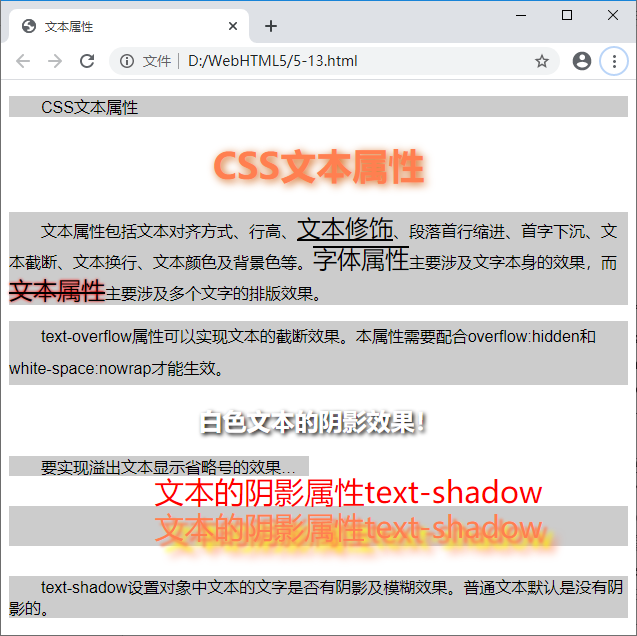 文本属性
文件 D:/WebHTML5/5-13.html
CSS文本属性
CSS文本属性
文本属性包括文本对齐方式、行高、文本修饰、段落首行缩进、首字下沉、文
本截断、文本换行、文本颜色及背景色等。字体属性主要涉及文字本身的效果，而
文本属性主要涉及多个文字的排版效果。
text-overflow属性可以实现文本的截断效果。本属性需要配合overflow:hidden和
white-space:nowrap才能生效。
白色文本的阴影效果！
要实现溢出文本显示省略号的效果...
文本的阴影属性text-shadow
文本的阴影属性text-shadow
text-shadow设置对象中文本的文字是否有阴影及模糊效果。普通文本默认是没有阴
影的。